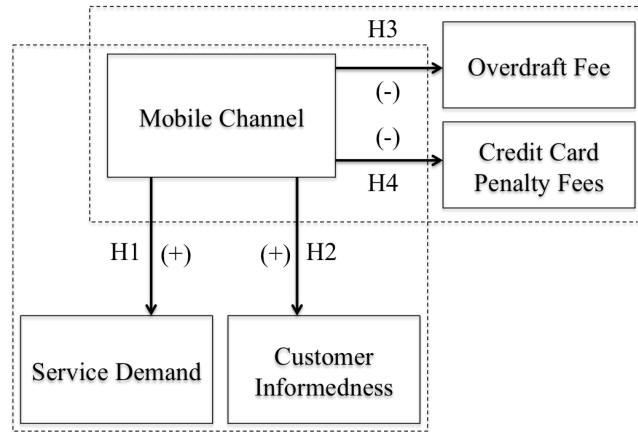 H3
Overdraft Fee
(-)
Mobile Channel
(-)
Credit Card
Penalty Fees
H4
H1
(+)
(+)
H2
Service Demand
Customer
Informedness